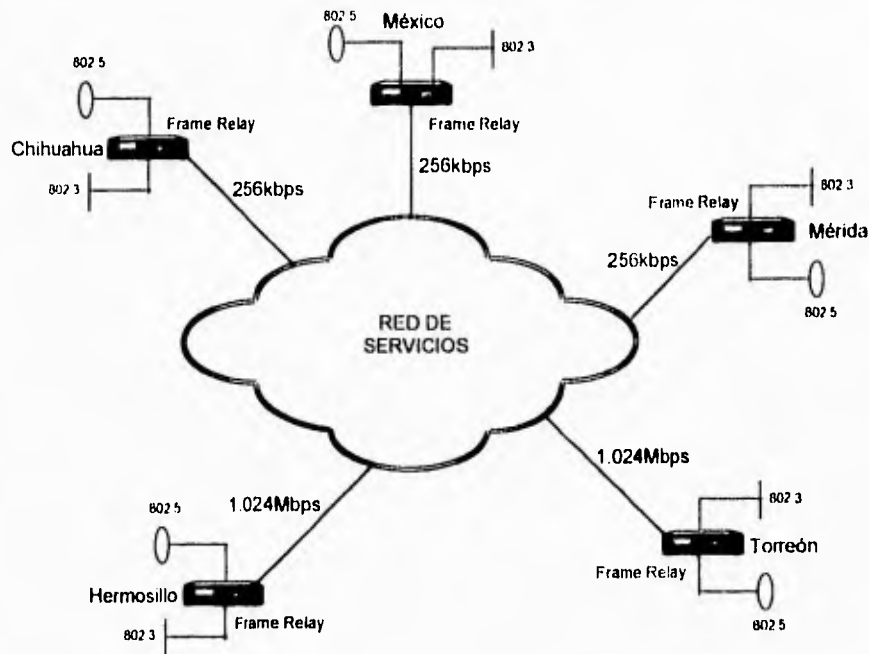 802.5
México
802.3
Frame Relay
256kbps
802.5
Frame Relay
Chihuahua
802.3
256kbps
802.3
Frame Relay
Mérida
256kbps
802.5
RED DE
SERVICIOS
1.024Mbps
802.3
Torreón
Frame Relay
802.5
1.024Mbps
802.5
Hermosillo
Frame Relay
802.3